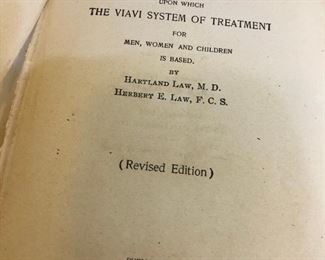 UPON WHICH
THE VIAVI SYSTEM OF TREATMENT
FOR
MEN, WOMEN AND CHILDREN
IS BASED.
BY
HARTLAND LAW, M. D.
HERBERT E. LAW, F. C. S.
(Revised Edition)